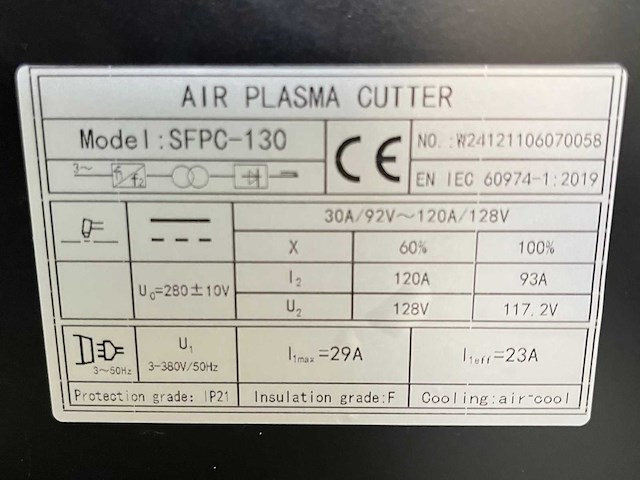 AIR PLASMA CUTTER
Model:SFPC-130
CE
NO.:W24121106070058
3~ f₁ f₂
EN IEC 60974-1:2019
30A/92V~120A/128V
X 60% 100%
U₀=280±10V
I₂ 120A 93A
U₂ 128V 117.2V
3~50Hz
U₁
3-380V/50Hz
I₁max=29A
I₁eff=23A
Protection grade: IP21
Insulation grade:F
Cooling:air-cool